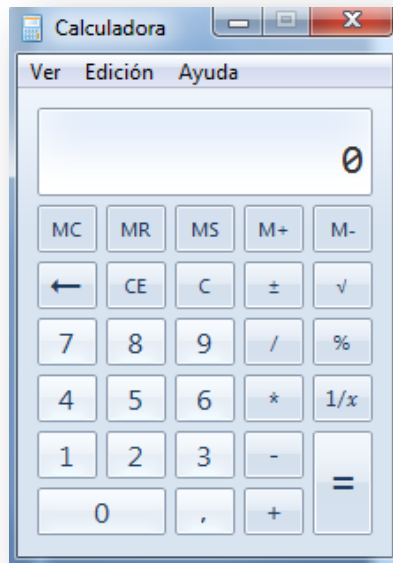 Calculadora
Ver Edición Ayuda
0
MC MR MS M+ M-
← CE C ± √
7 8 9 / %
4 5 6 * 1/x
1 2 3 - =
0 , +